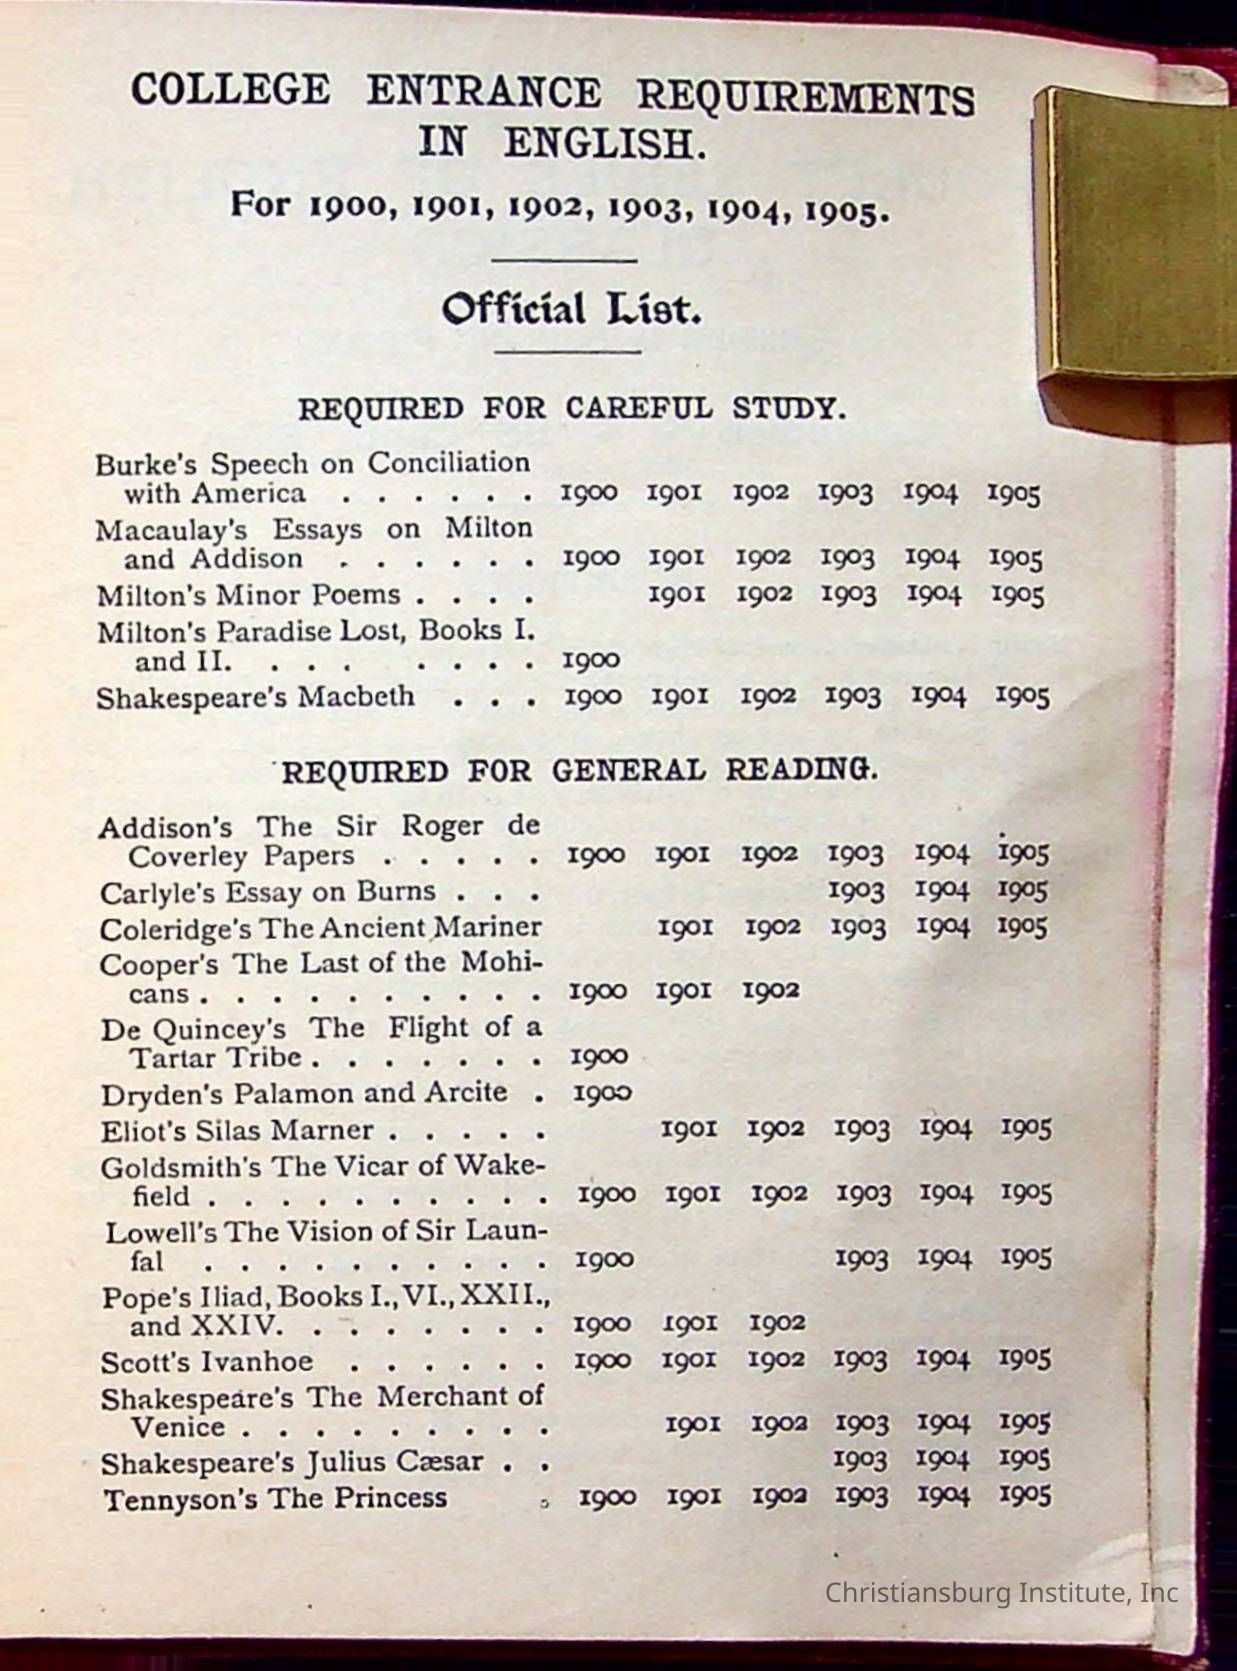 COLLEGE ENTRANCE REQUIREMENTS
IN ENGLISH.
For 1900, 1901, 1902, 1903, 1904, 1905.
Official List.
REQUIRED FOR CAREFUL STUDY.
Burke's Speech on Conciliation
with America . . . . . . 1900 1901 1902 1903 1904 1905
Macaulay's Essays on Milton
and Addison . . . . . . 1900 1901 1902 1903 1904 1905
Milton's Minor Poems . . . . 1901 1902 1903 1904 1905
Milton's Paradise Lost, Books I.
and II. . . . . . . . 1900
Shakespeare's Macbeth . . . 1900 1901 1902 1903 1904 1905
REQUIRED FOR GENERAL READING.
Addison's The Sir Roger de
Coverley Papers . . . . . 1900 1901 1902 1903 1904 1905
Carlyle's Essay on Burns . . . 1903 1904 1905
Coleridge's The Ancient Mariner 1901 1902 1903 1904 1905
Cooper's The Last of the Mohi-
cans . . . . . . . . . . 1900 1901 1902
De Quincey's The Flight of a
Tartar Tribe . . . . . . . 1900
Dryden's Palamon and Arcite . 1900
Eliot's Silas Marner . . . . . 1901 1902 1903 1904 1905
Goldsmith's The Vicar of Wake-
field . . . . . . . . . . 1900 1901 1902 1903 1904 1905
Lowell's The Vision of Sir Laun-
fal . . . . . . . . . . 1900 1903 1904 1905
Pope's Iliad, Books I., VI., XXII.,
and XXIV. . . . . . . . 1900 1901 1902
Scott's Ivanhoe . . . . . . 1900 1901 1902 1903 1904 1905
Shakespeare's The Merchant of
Venice . . . . . . . . . 1901 1902 1903 1904 1905
Shakespeare's Julius Cæsar . . 1903 1904 1905
Tennyson's The Princess . 1900 1901 1902 1903 1904 1905
Christiansburg Institute, Inc